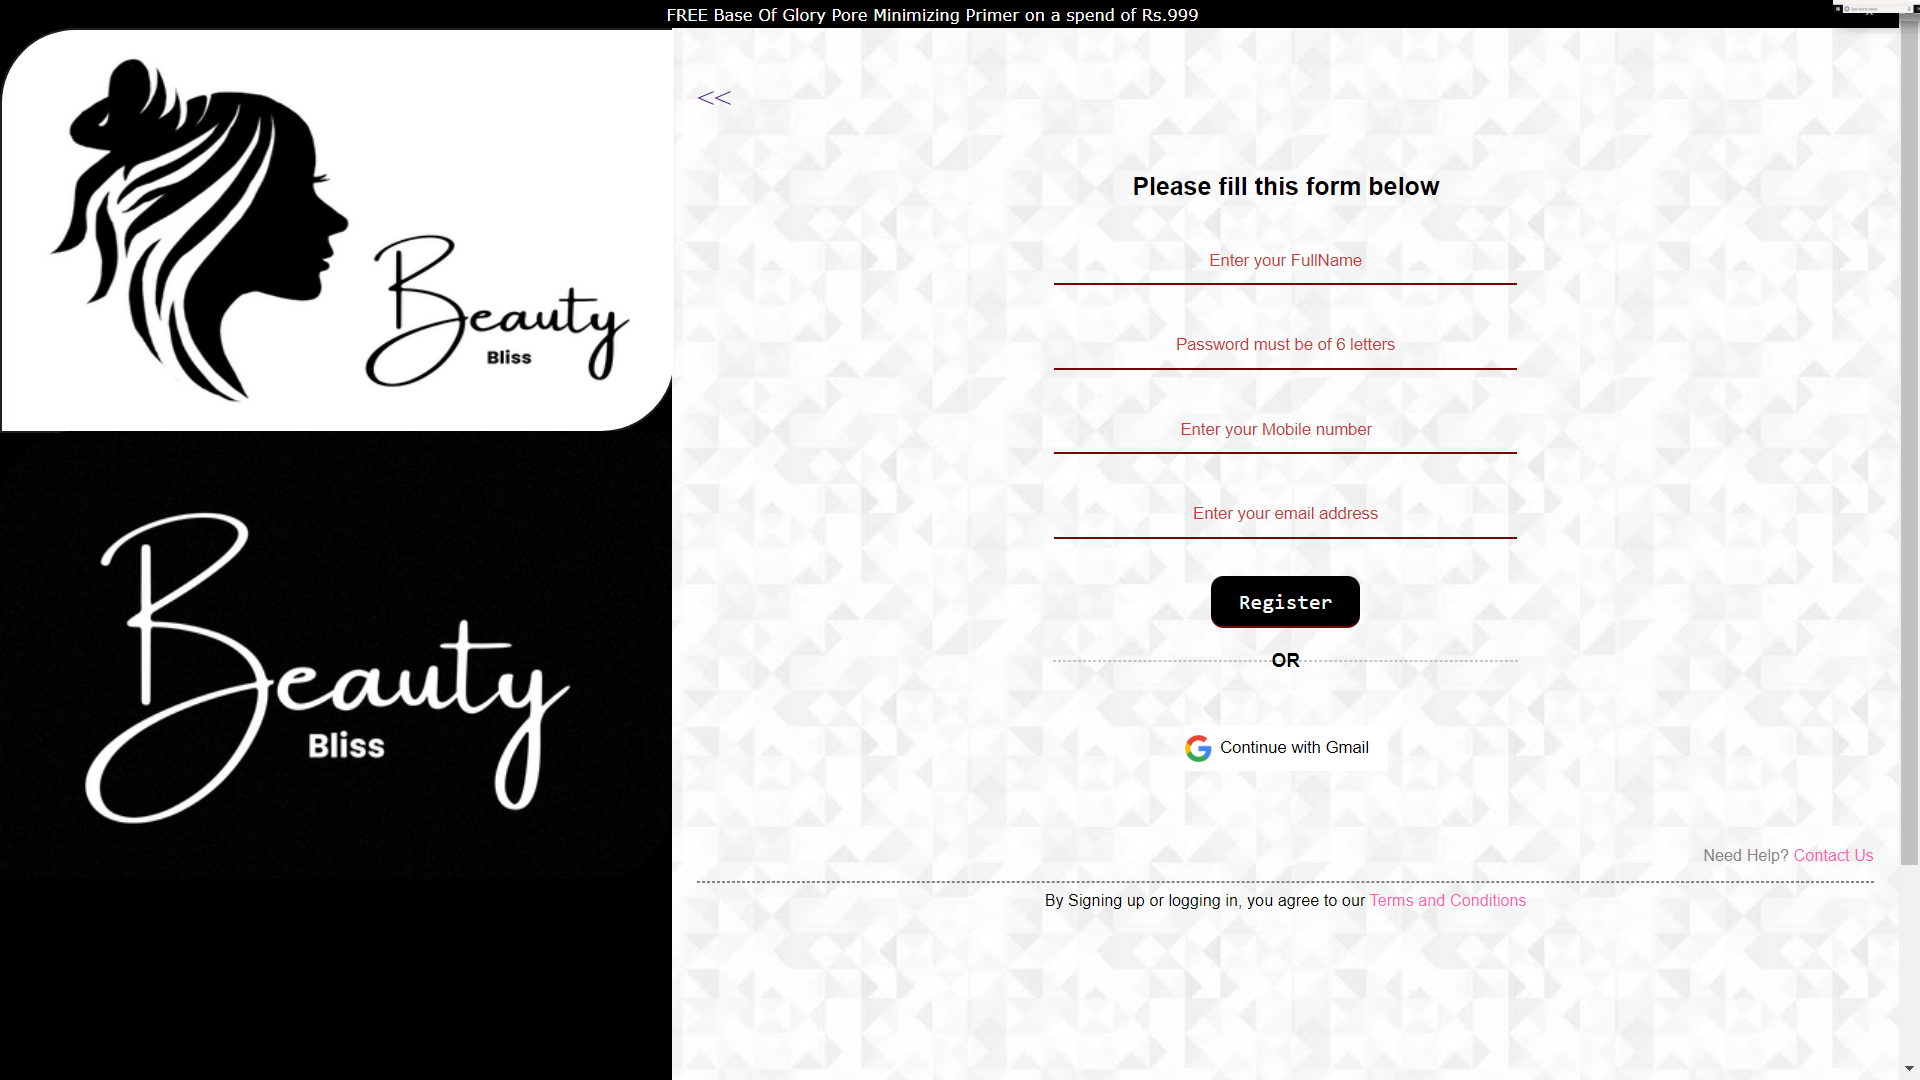 FREE Base Of Glory Pore Minimizing Primer on a spend of Rs.999
Beauty
Bliss
Beauty
Bliss
<<
Please fill this form below
Enter your FullName
Password must be of 6 letters
Enter your Mobile number
Enter your email address
Register
OR
Continue with Gmail
Need Help? Contact Us
By Signing up or logging in, you agree to our Terms and Conditions